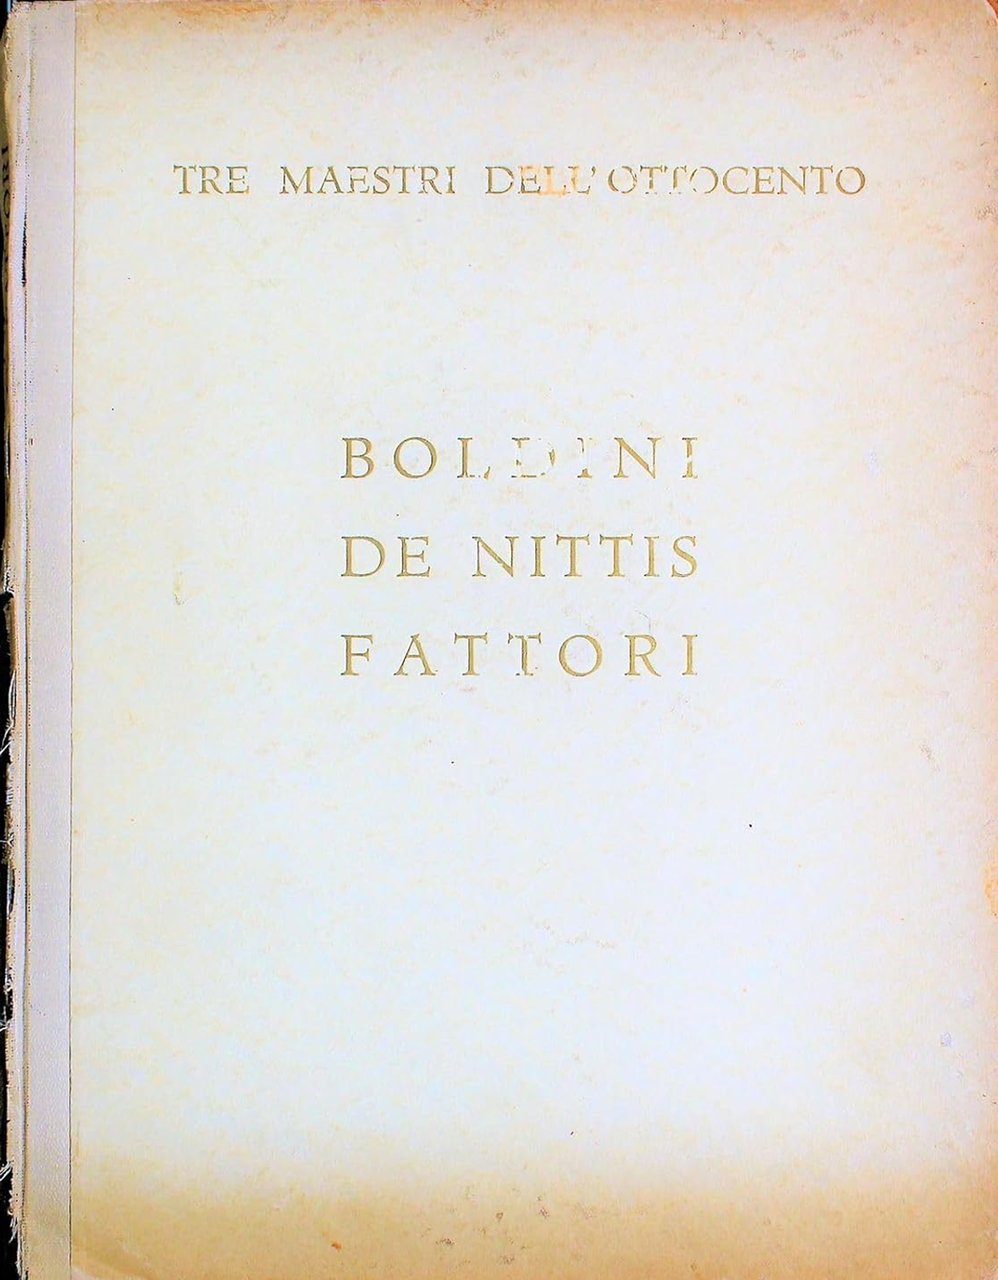 TRE MAESTRI DELL'OTTOCENTO
BOLDINI
DE NITTIS
FATTORI